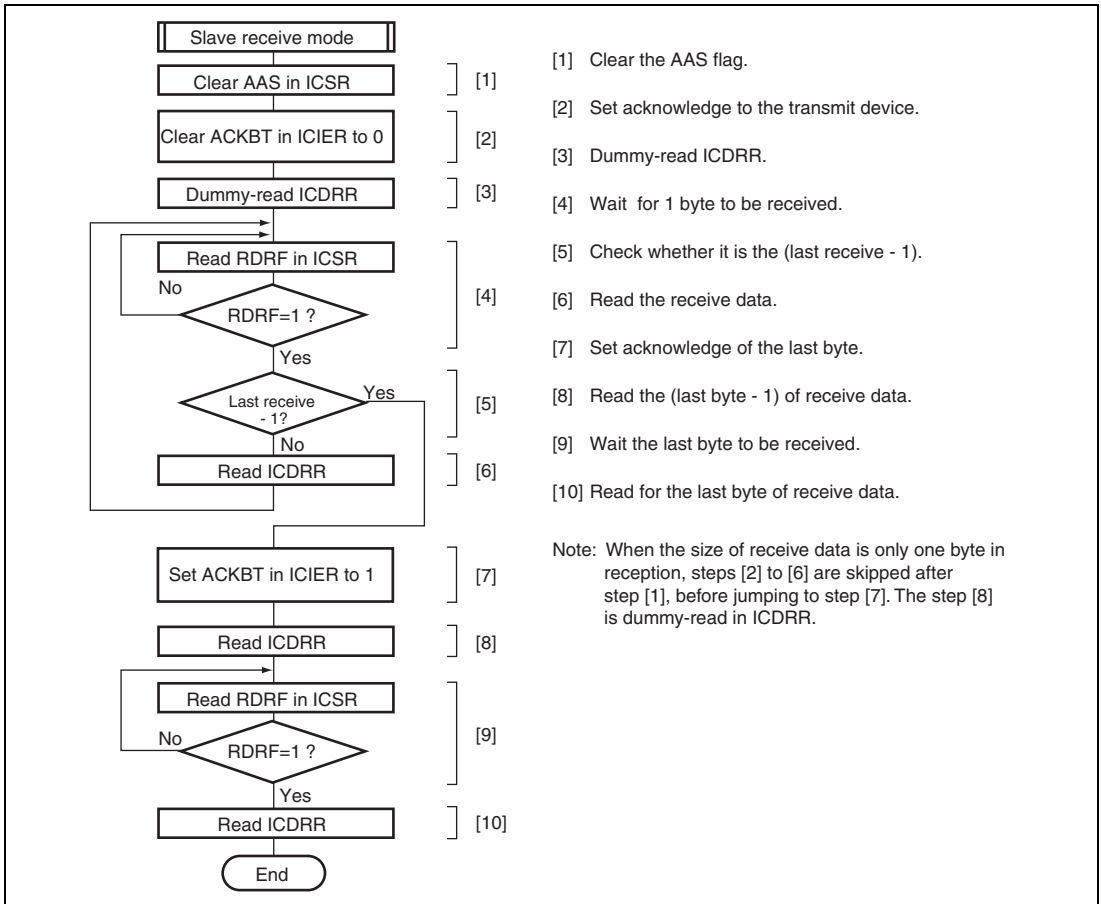 Slave receive mode
Clear AAS in ICSR
[1]
Clear ACKBT in ICIER to 0
[2]
Dummy-read ICDRR
[3]
Read RDRF in ICSR
No
RDRF=1 ?
[4]
Yes
Last receive
- 1?
Yes
[5]
No
Read ICDRR
[6]
Set ACKBT in ICIER to 1
[7]
Read ICDRR
[8]
Read RDRF in ICSR
No
RDRF=1 ?
[9]
Yes
Read ICDRR
[10]
End
[1] Clear the AAS flag.
[2] Set acknowledge to the transmit device.
[3] Dummy-read ICDRR.
[4] Wait for 1 byte to be received.
[5] Check whether it is the (last receive - 1).
[6] Read the receive data.
[7] Set acknowledge of the last byte.
[8] Read the (last byte - 1) of receive data.
[9] Wait the last byte to be received.
[10] Read for the last byte of receive data.
Note: When the size of receive data is only one byte in
reception, steps [2] to [6] are skipped after
step [1], before jumping to step [7]. The step [8]
is dummy-read in ICDRR.